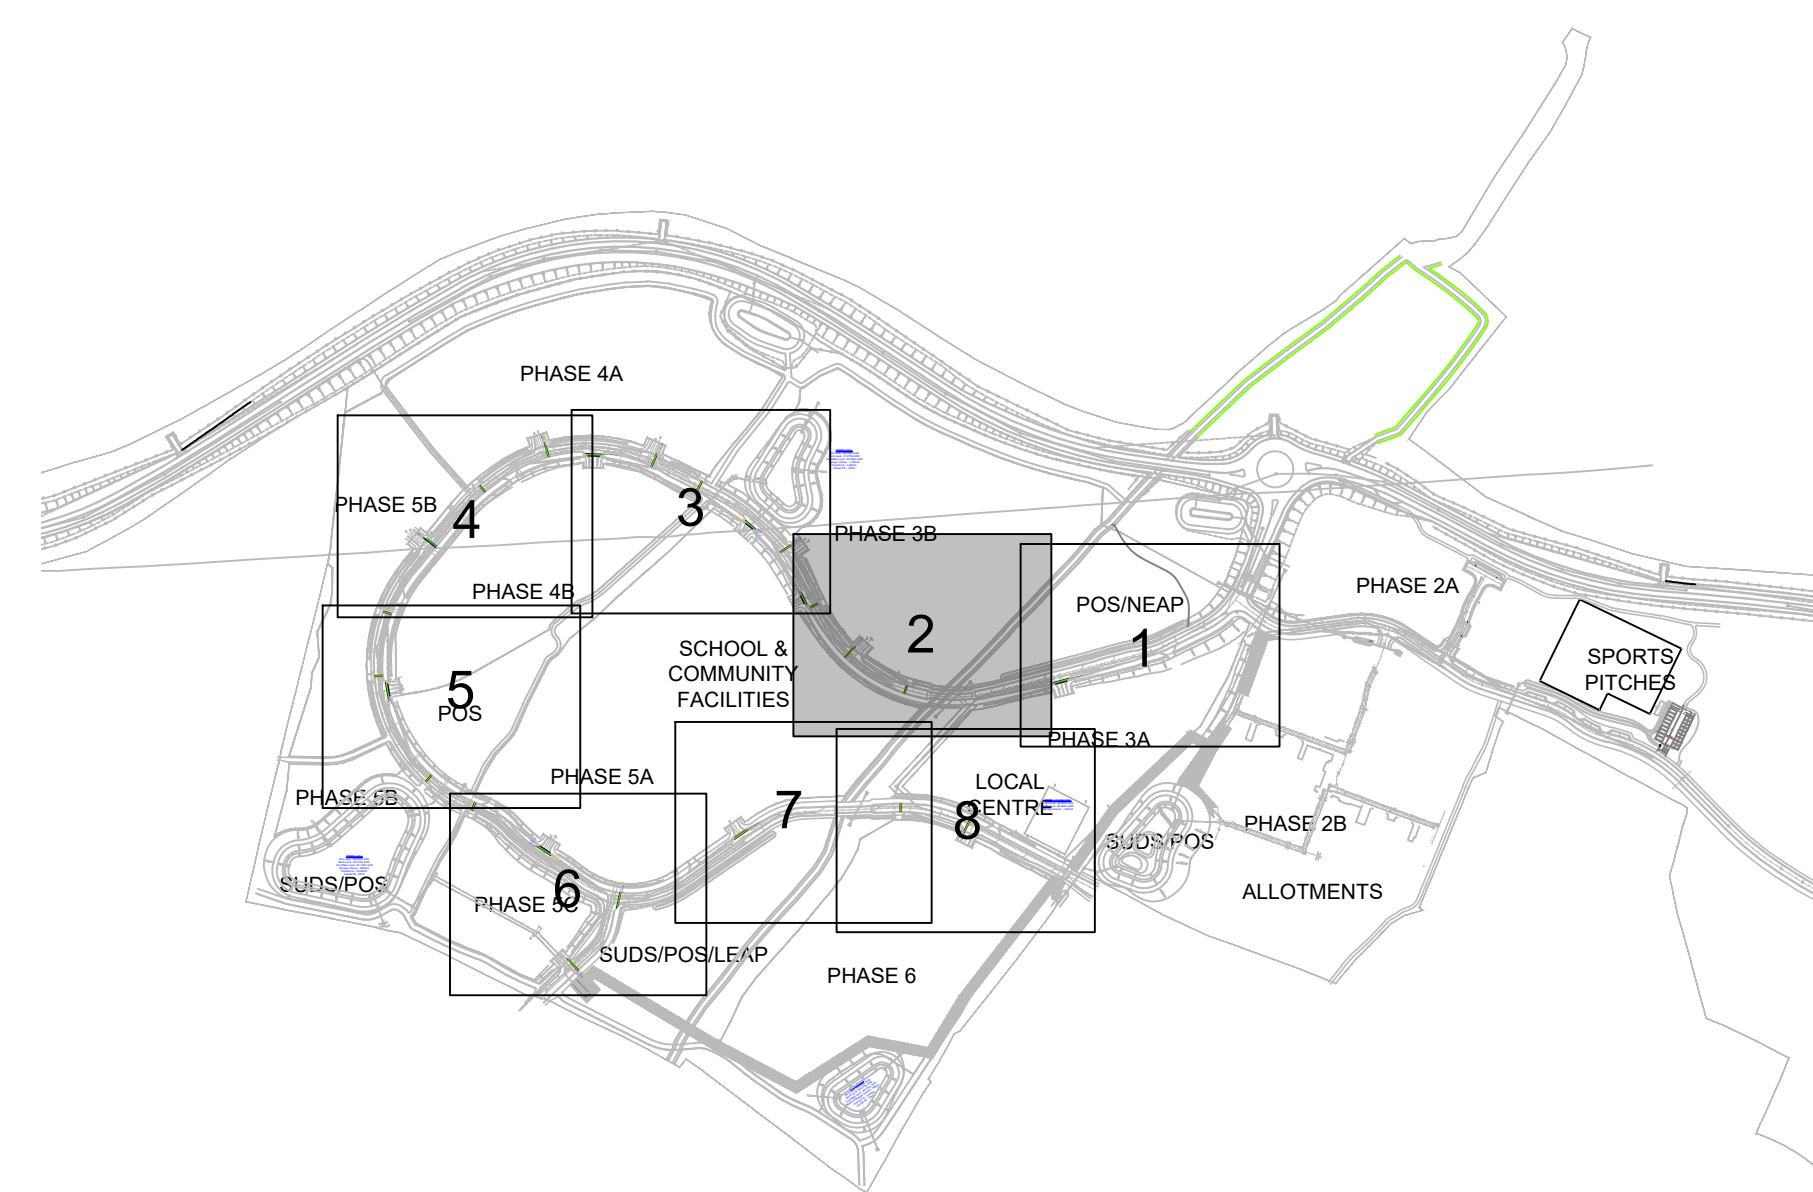 PHASE 4A
PHASE 5B
4
3
PHASE 3B
PHASE 4B
2
POS/NEAP
1
PHASE 2A
SCHOOL &
COMMUNITY
FACILITIES
SPORTS
PITCHES
5
POS
PHASE 3A
PHASE 5A
PHASE 5B
7
LOCAL
CENTRE
8
PHASE 2B
SUDS/POS
SUDS/POS
6
PHASE 5C
ALLOTMENTS
SUDS/POS/LEAP
PHASE 6